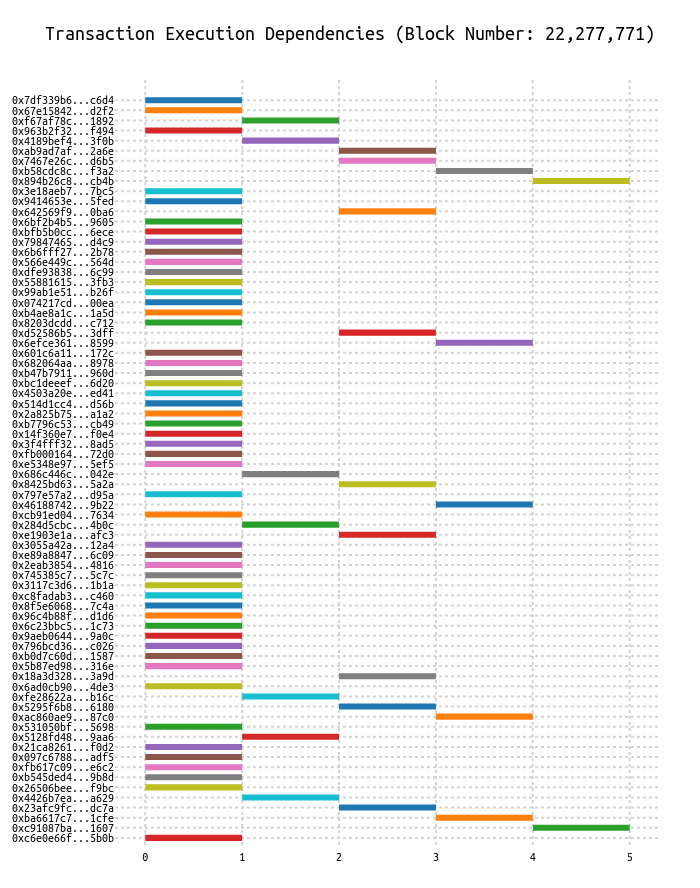 Transaction Execution Dependencies (Block Number: 22,277,771)
0x7df339b6...c6d4
0x67e15842...d2f2
0xf67af78c...1892
0x963b2f32...f494
0x4189bef4...3f0b
0xab9ad7af...2a6e
0x7467e26c...d6b5
0xb58cdc8c...f3a2
0x894b26c8...cb4b
0x3e18aeb7...7bc5
0x9414653e...5fed
0x642569f9...0ba6
0x6bf2b4b5...9605
0xbfb5b0cc...6ece
0x79847465...d4c9
0x6b6fff27...2b78
0x566e449c...564d
0xdfe93838...6c99
0x55881615...3fb3
0x99ab1e51...b26f
0x074217cd...00ea
0xb4ae8a1c...1a5d
0x8203dcdd...c712
0xd52586b5...3dff
0x6efce361...8599
0x601c6a11...172c
0x682064aa...8978
0xb47b7911...960d
0xbc1deeef...6d20
0x4503a20e...ed41
0x514d1cc4...d56b
0x2a825b75...a1a2
0xb7796c53...cb49
0x14f360e7...f0e4
0x3f4fff32...8ad5
0xfb000164...72d0
0xe5348e97...5ef5
0x686c446c...042e
0x8425bd63...5a2a
0x797e57a2...d95a
0x46188742...9b22
0xcb91ed04...7634
0x284d5cbc...4b0c
0xe1903e1a...afc3
0x3055a42a...12a4
0xe89a8847...6c09
0x2eab3854...4816
0x745385c7...5c7c
0x3117c3d6...1b1a
0xc8fadab3...c460
0x8f5e6068...7c4a
0x96c4b88f...d1d6
0x6c23bbc5...1c73
0x9aeb0644...9a0c
0x796bcd36...c026
0xb0d7c60d...1587
0x5b87ed98...316e
0x18a3d328...3a9d
0x6ad0cb90...4de3
0xfe28622a...b16c
0x5295f6b8...6180
0xac860ae9...87c0
0x531050bf...5698
0x5128fd48...9aa6
0x21ca8261...f0d2
0x097c6788...adf5
0xfb617c09...e6c2
0xb545ded4...9b8d
0x26506bee...f9bc
0x4426b7ea...a629
0x23afc9fc...dc7a
0xba6617c7...1cfe
0xc91087ba...1607
0xc6e0e66f...5b0b
0 1 2 3 4 5